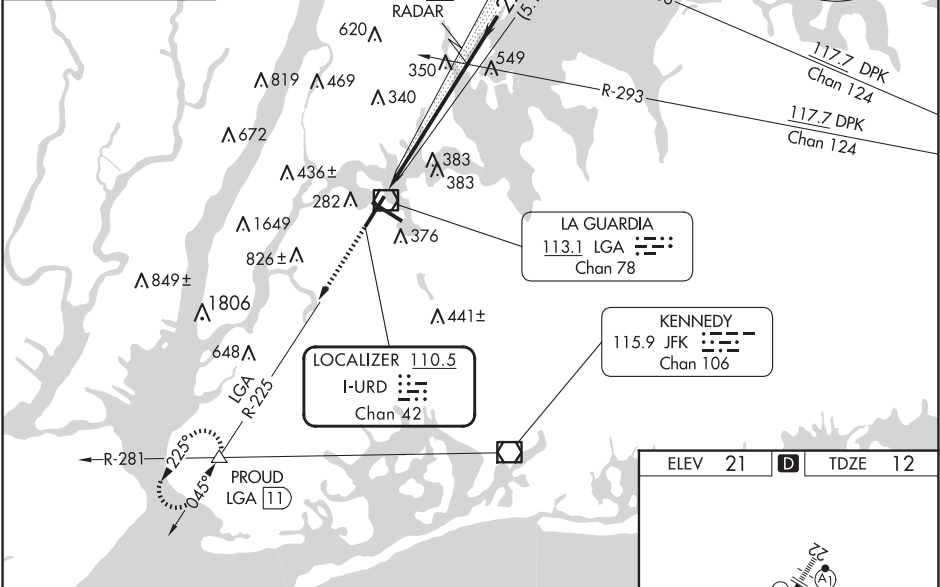 RADAR
620
819
469
350
549
340
R-293
117.7 DPK
Chan 124
117.7 DPK
Chan 124
672
383
383
436±
282
1649
376
826±
LA GUARDIA
113.1 LGA
Chan 78
849±
1806
441±
648
KENNEDY
115.9 JFK
Chan 106
LOCALIZER 110.5
I-URD
Chan 42
LGA
R-225
R-281
225°
045°
PROUD
LGA 11
ELEV 21 D TDZE 12
22
A1